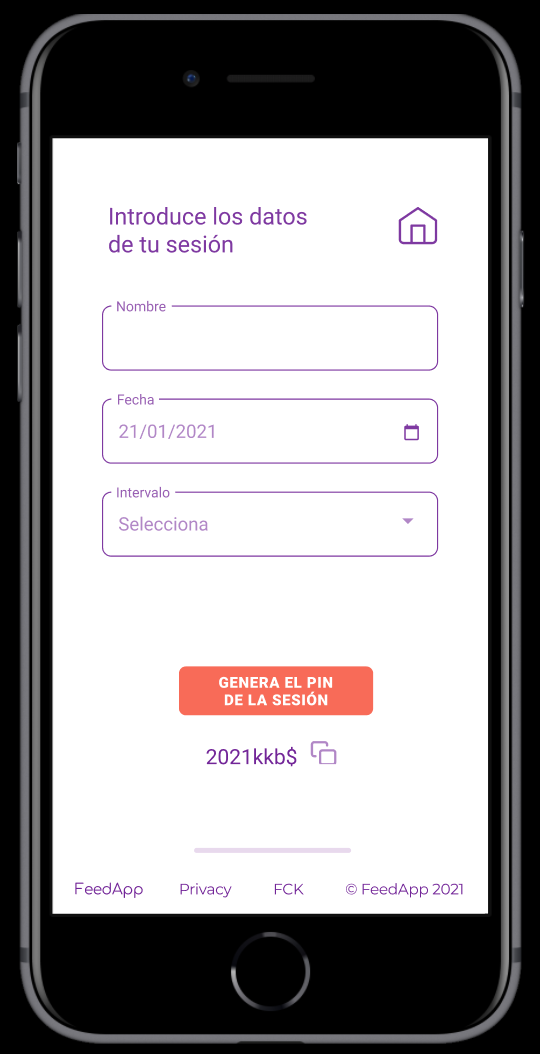 Introduce los datos
de tu sesión
Nombre
Fecha
21/01/2021
Intervalo
Selecciona
GENERA EL PIN
DE LA SESIÓN
2021kkb$
FeedApp Privacy FCK © FeedApp 2021